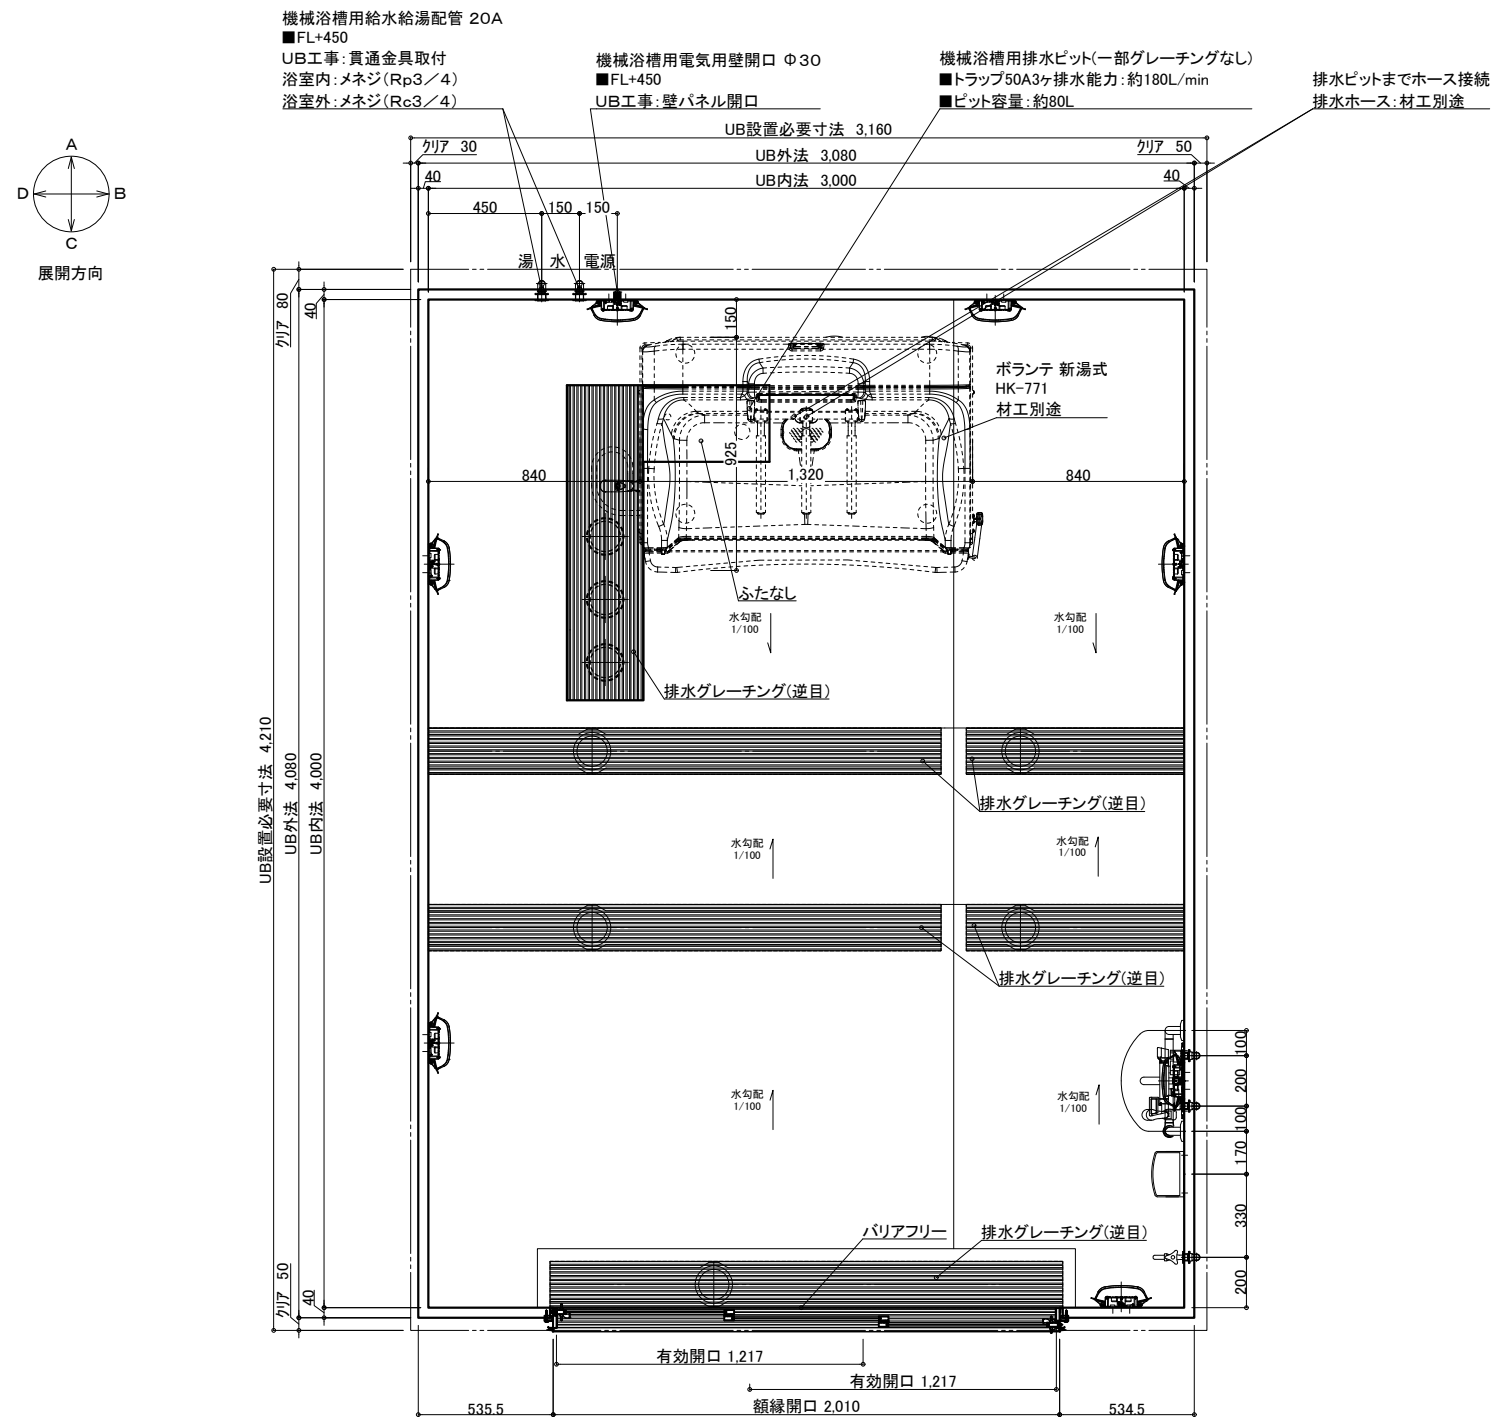 機械浴槽用給水給湯配管 20A
■FL+450
UB工事:貫通金具取付
浴室内:メネジ(Rp3/4)
浴室外:メネジ(Rc3/4)
機械浴槽用電気用壁開口 Φ30
■FL+450
UB工事:壁パネル開口
機械浴槽用排水ピット(一部グレーチングなし)
■トラップ50A3ヶ排水能力:約180L/min
■ピット容量:約80L
排水ピットまでホース接続
排水ホース:材工別途
A
D
B
C
展開方向
UB設置必要寸法 3,160
クリア 30
UB外法 3,080
クリア 50
40
UB内法 3,000
40
450
150
150
湯
水
電源
クリア 80
40
150
ボランテ 新湯式
HK-771
材工別途
925
840
1,320
840
ふたなし
水勾配
1/100
水勾配
1/100
排水グレーチング(逆目)
UB設置必要寸法 4,210
UB外法 4,080
UB内法 4,000
排水グレーチング(逆目)
水勾配
1/100
水勾配
1/100
排水グレーチング(逆目)
水勾配
1/100
水勾配
1/100
100
200
100
170
330
200
バリアフリー
排水グレーチング(逆目)
クリア 50
40
有効開口 1,217
有効開口 1,217
535.5
額縁開口 2,010
534.5